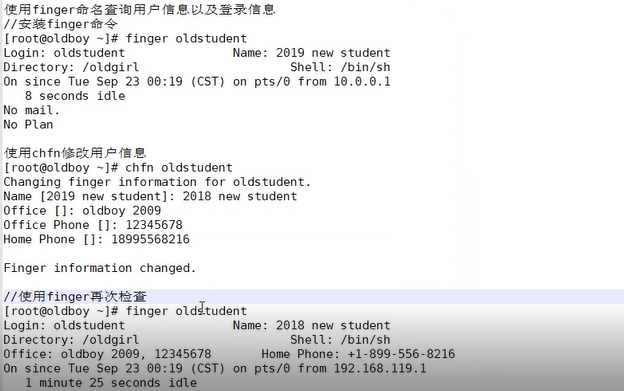 使用finger命名查询用户信息以及登录信息
//安装finger命令
[root@oldboy ~]# finger oldstudent
Login: oldstudent Name: 2019 new student
Directory: /oldgirl Shell: /bin/sh
On since Tue Sep 23 00:19 (CST) on pts/0 from 10.0.0.1
8 seconds idle
No mail.
No Plan
使用chfn修改用户信息
[root@oldboy ~]# chfn oldstudent
Changing finger information for oldstudent.
Name [2019 new student]: 2018 new student
Office []: oldboy 2009
Office Phone []: 12345678
Home Phone []: 18995568216
Finger information changed.
//使用finger再次检查
[root@oldboy ~]# finger oldstudent
Login: oldstudent Name: 2018 new student
Directory: /oldgirl Shell: /bin/sh
Office: oldboy 2009, 12345678 Home Phone: +1-899-556-8216
On since Tue Sep 23 00:19 (CST) on pts/0 from 192.168.119.1
1 minute 25 seconds idle